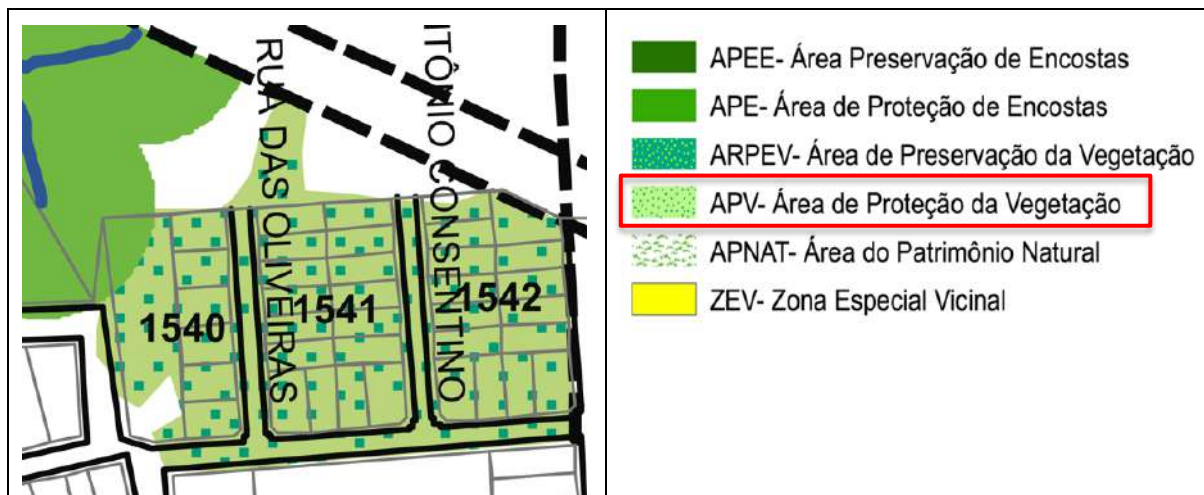 RUA DAS OLIVEIRAS
ITÔNIO CONSENTINO
1540
1541
1542
APEE- Área Preservação de Encostas
APE- Área de Proteção de Encostas
ARPEV- Área de Preservação da Vegetação
APV- Área de Proteção da Vegetação
APNAT- Área do Patrimônio Natural
ZEV- Zona Especial Vicinal